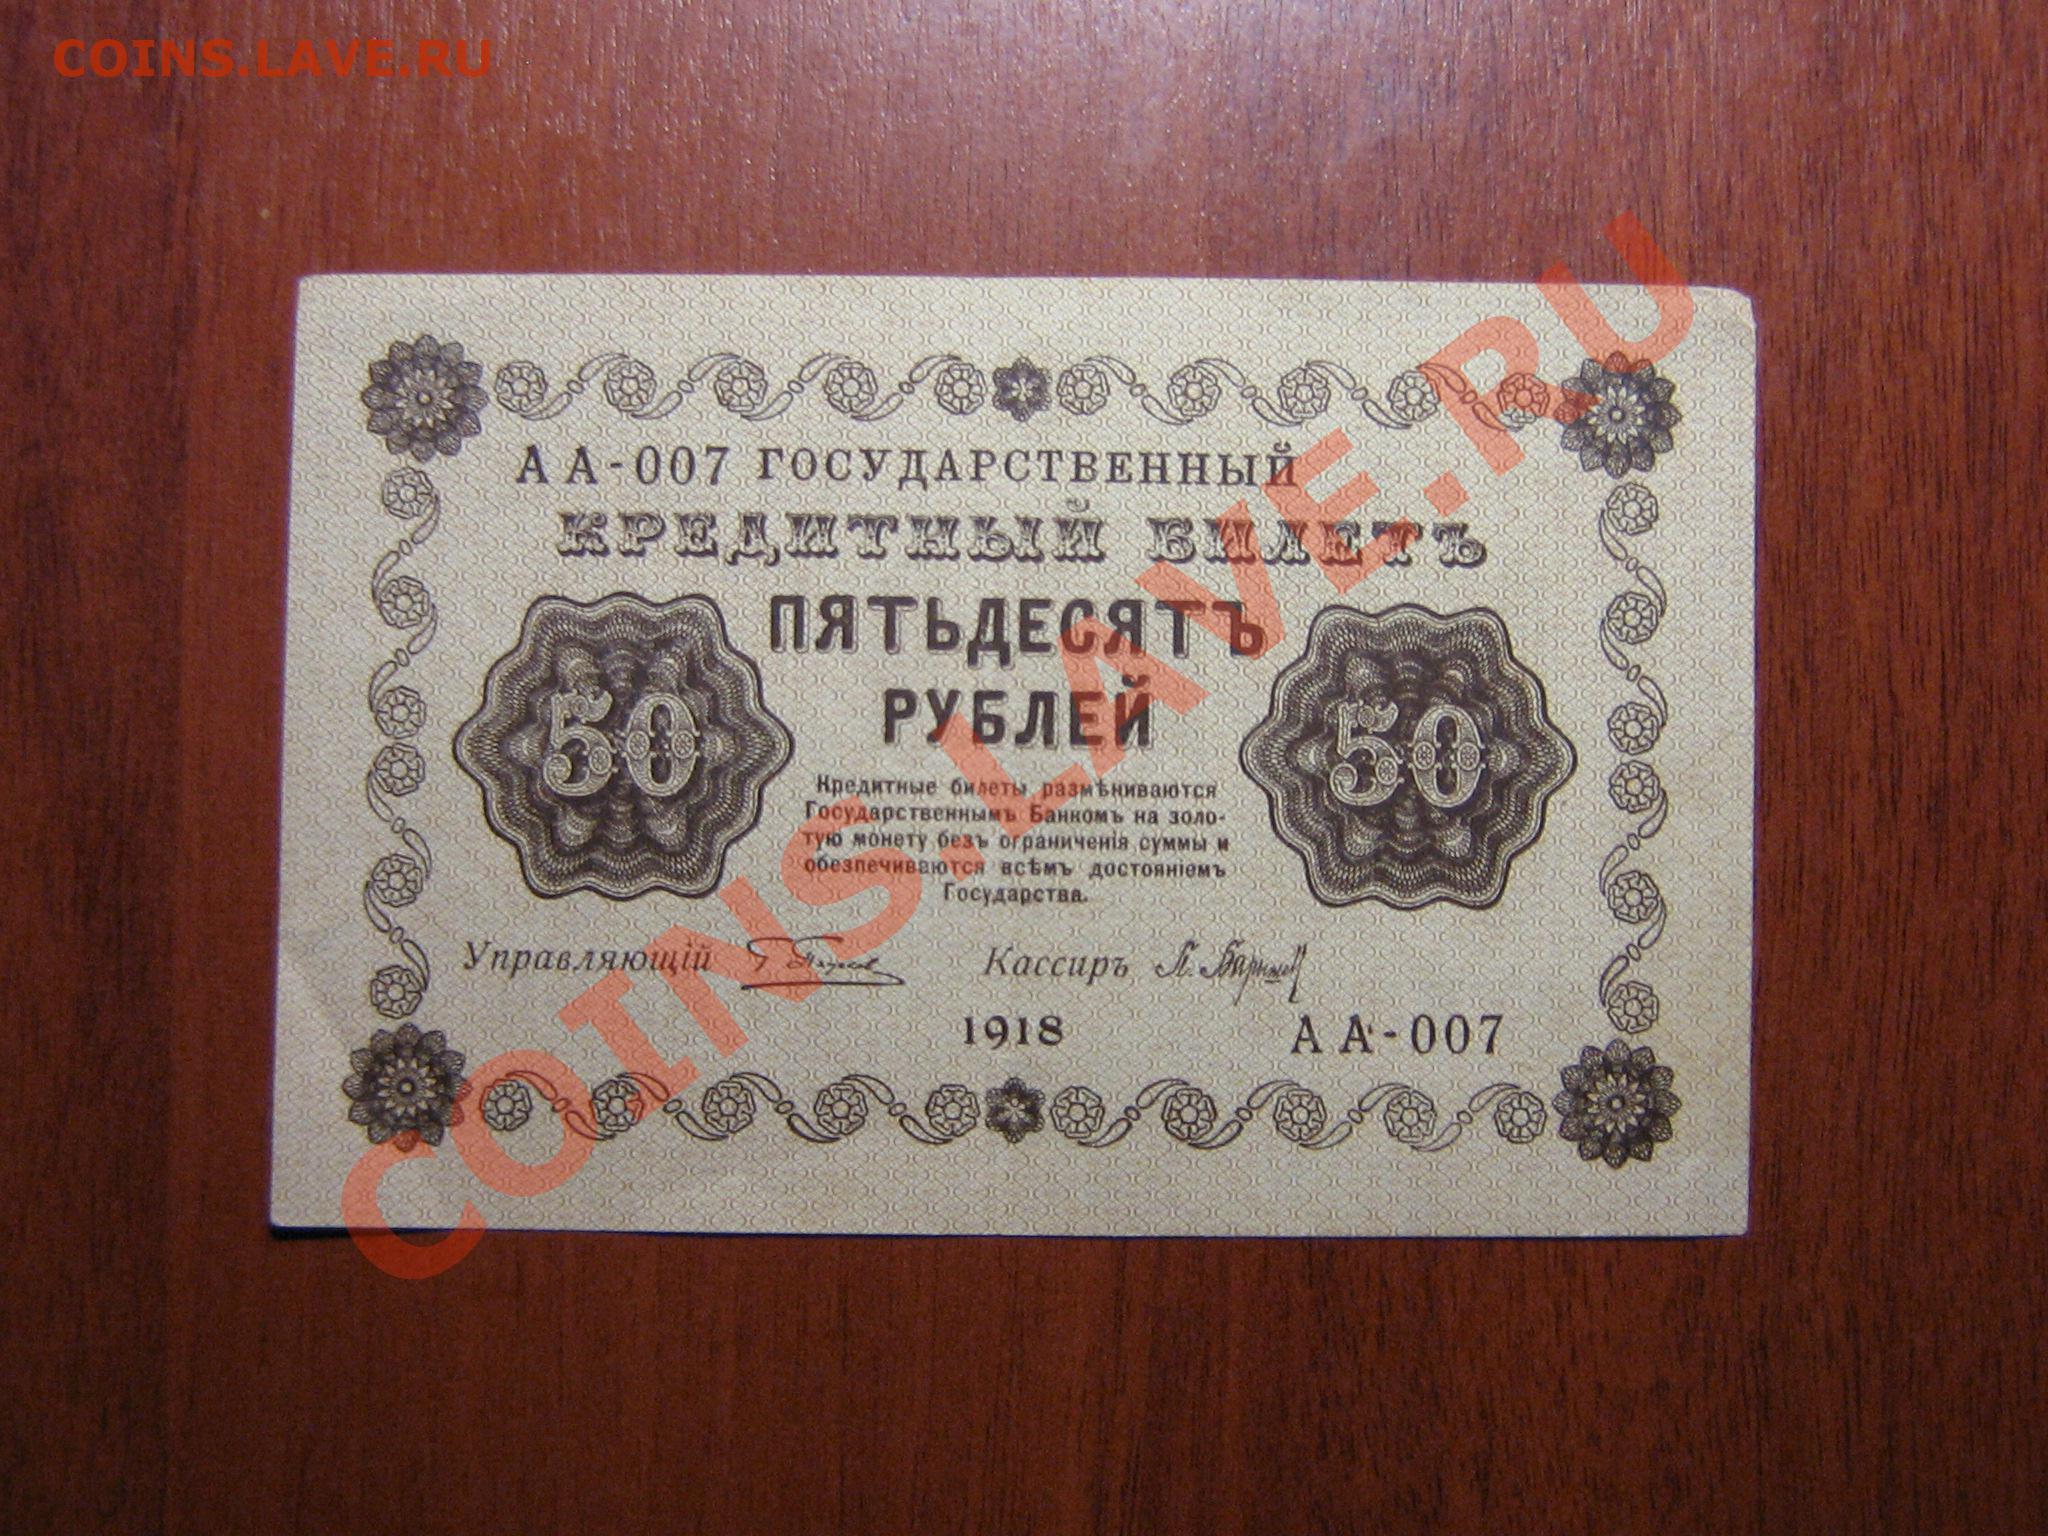 COINS.LAVE.RU
АА-007 ГОСУДАРСТВЕННЫЙ
КРЕДИТНЫЙ БИЛЕТЪ
ПЯТЬДЕСЯТЪ
РУБЛЕЙ
50
50
Кредитные билеты размѣниваются
Государственнымъ Банкомъ на золо-
тую монету безъ ограниченія суммы и
обезпечиваются всѣмъ достояніемъ
Государства.
Управляющій
Кассиръ
1918
АА-007
COINS.LAVE.RU